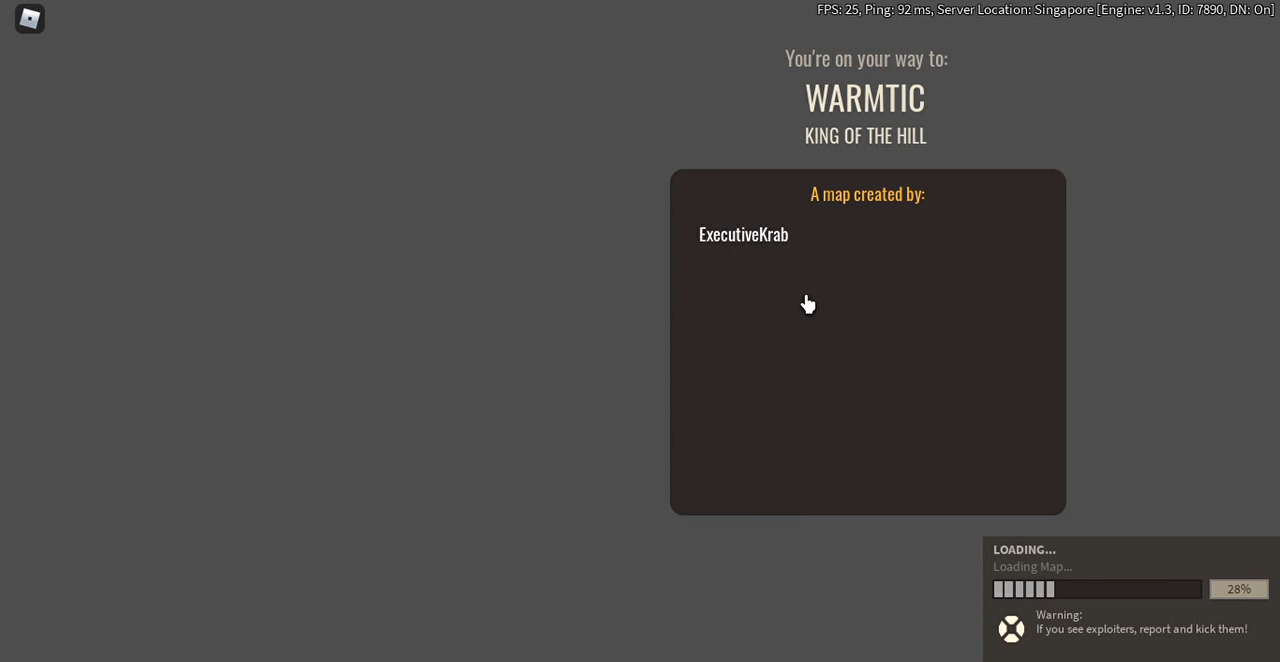 FPS: 25, Ping: 92 ms, Server Location: Singapore [Engine: v1.3, ID: 7890, DN: On]
You're on your way to:
WARMTIC
KING OF THE HILL
A map created by:
ExecutiveKrab
LOADING...
Loading Map...
28%
Warning:
If you see exploiters, report and kick them!